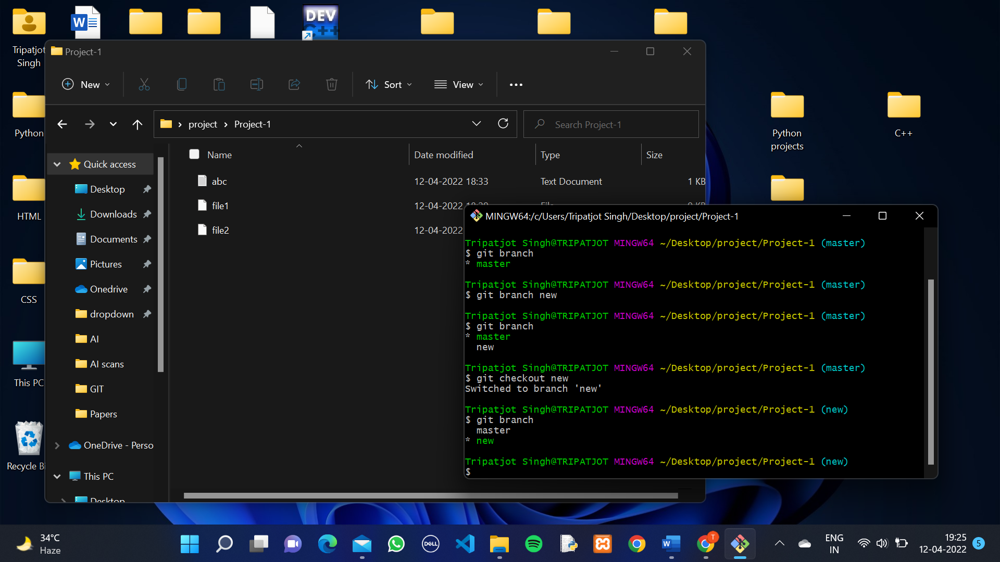 W
DEV
C++
Tripatjot
Singh
Python
HTML
CSS
This PC
Recycle Bi
Python
projects
C++
Project-1
New
Sort
View
project
Project-1
Search Project-1
Quick access
Desktop
Downloads
Documents
Pictures
Onedrive
dropdown
AI
AI scans
GIT
Papers
OneDrive - Perso
This PC
Desktop
Name Date modified Type Size
abc 12-04-2022 18:33 Text Document 1 KB
file1 12-04-2022
file2 12-04-2022
MINGW64:/c/Users/Tripatjot Singh/Desktop/project/Project-1
Tripatjot Singh@TRIPATJOT MINGW64 ~/Desktop/project/Project-1 (master)
$ git branch
* master
Tripatjot Singh@TRIPATJOT MINGW64 ~/Desktop/project/Project-1 (master)
$ git branch new
Tripatjot Singh@TRIPATJOT MINGW64 ~/Desktop/project/Project-1 (master)
$ git branch
* master
new
Tripatjot Singh@TRIPATJOT MINGW64 ~/Desktop/project/Project-1 (master)
$ git checkout new
Switched to branch 'new'
Tripatjot Singh@TRIPATJOT MINGW64 ~/Desktop/project/Project-1 (new)
$ git branch
master
* new
Tripatjot Singh@TRIPATJOT MINGW64 ~/Desktop/project/Project-1 (new)
$
34°C
Haze
DELL
W
T
ENG
IN
19:25
12-04-2022
5